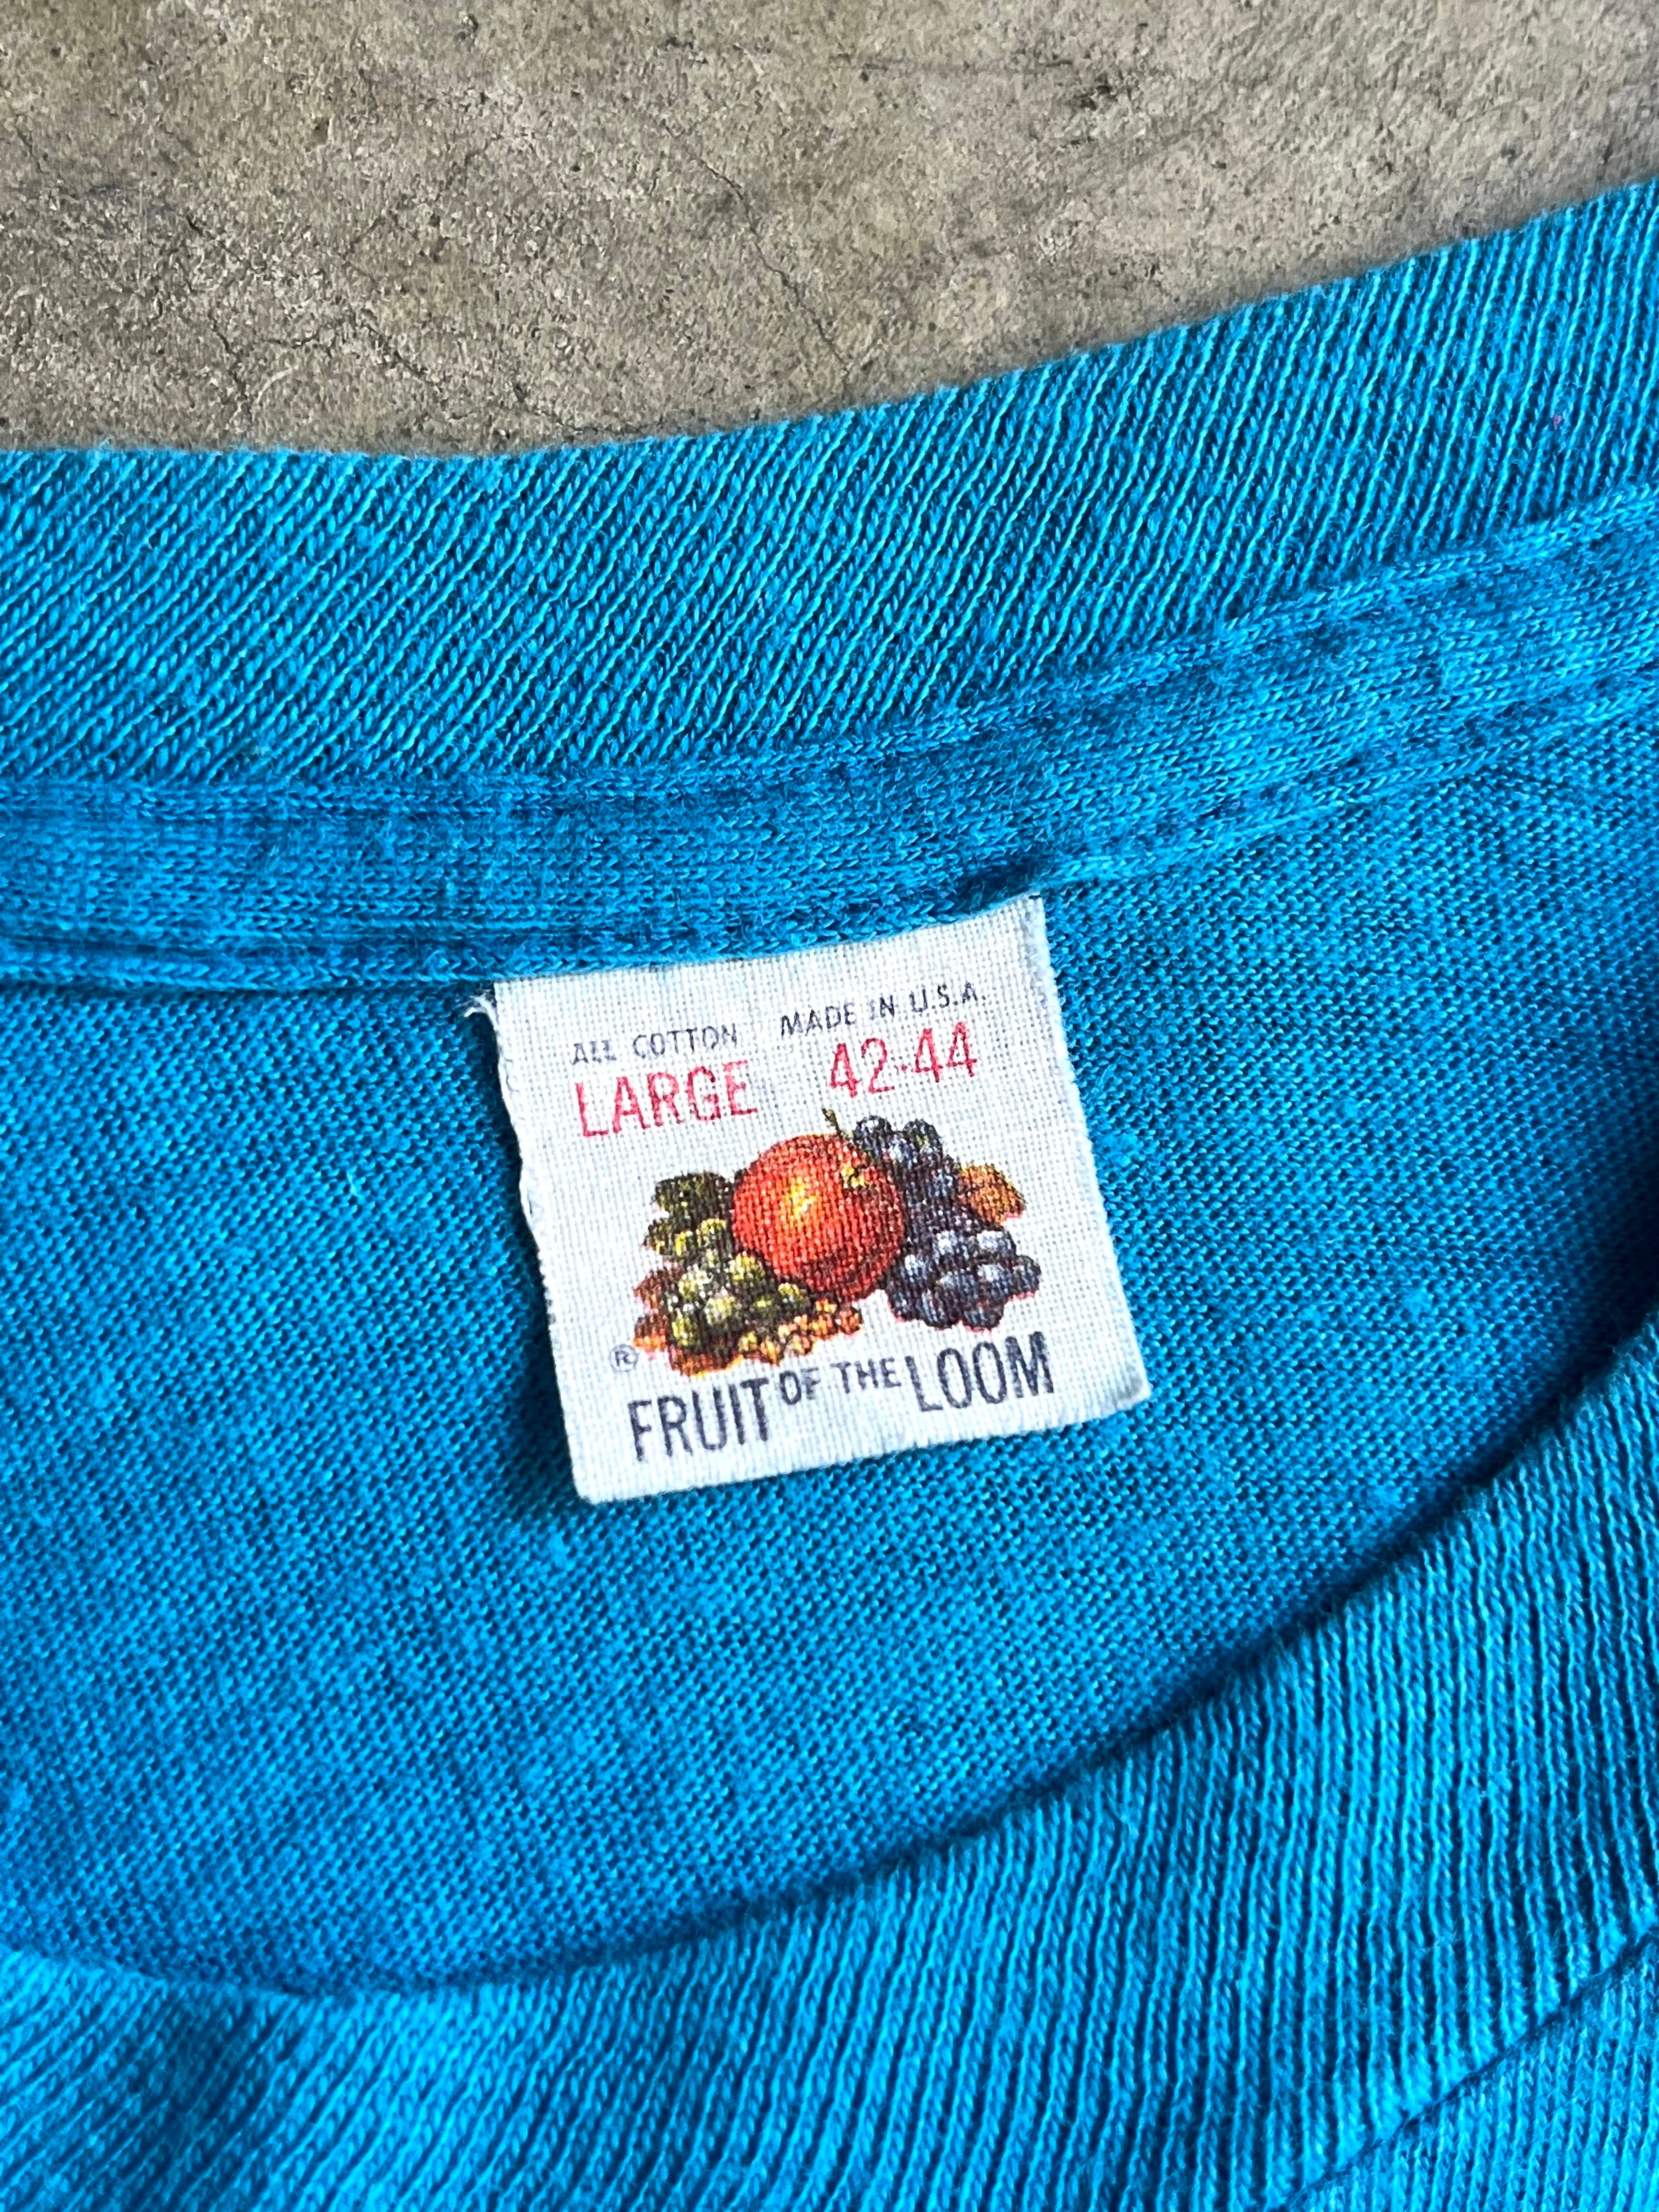 ALL COTTON MADE IN U.S.A.
LARGE 42-44
®
FRUIT OF THE LOOM